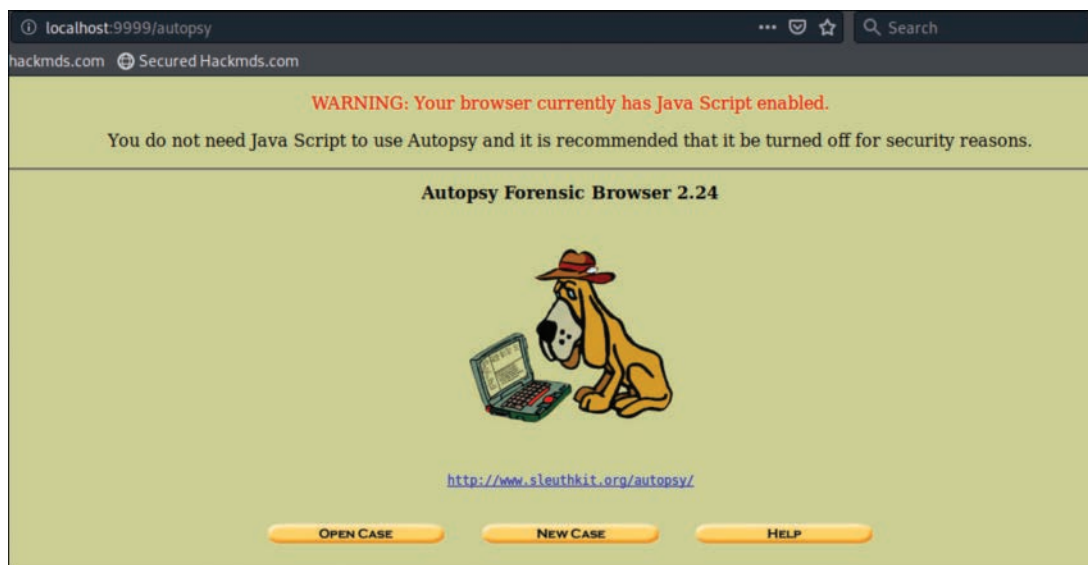 localhost:9999/autopsy
Search
hackmds.com Secured Hackmds.com
WARNING: Your browser currently has Java Script enabled.
You do not need Java Script to use Autopsy and it is recommended that it be turned off for security reasons.
Autopsy Forensic Browser 2.24
http://www.sleuthkit.org/autopsy/
OPEN CASE NEW CASE HELP